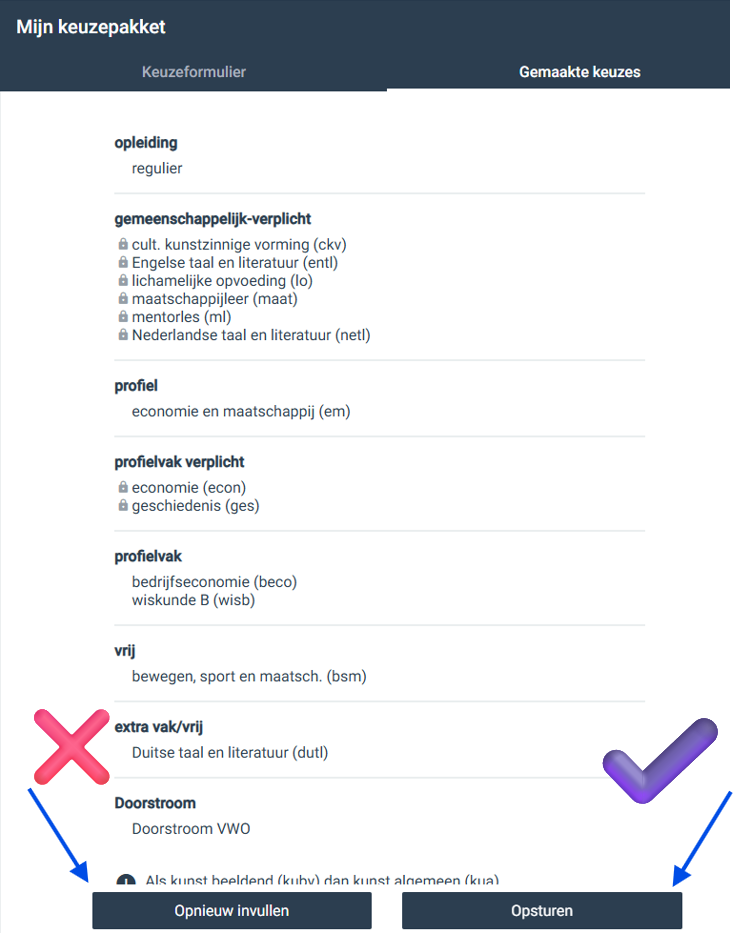 Mijn keuzepakket
Keuzeformulier
Gemaakte keuzes
opleiding
regulier
gemeenschappelijk-verplicht
cult. kunstzinnige vorming (ckv)
Engelse taal en literatuur (entl)
lichamelijke opvoeding (lo)
maatschappijleer (maat)
mentorles (ml)
Nederlandse taal en literatuur (netl)
profiel
economie en maatschappij (em)
profielvak verplicht
economie (econ)
geschiedenis (ges)
profielvak
bedrijfseconomie (beco)
wiskunde B (wisb)
vrij
bewegen, sport en maatsch. (bsm)
extra vak/vrij
Duitse taal en literatuur (dutl)
Doorstroom
Doorstroom VWO
Als kunst beeldend (kubv) dan kunst algemeen (kua)
Opnieuw invullen
Opsturen